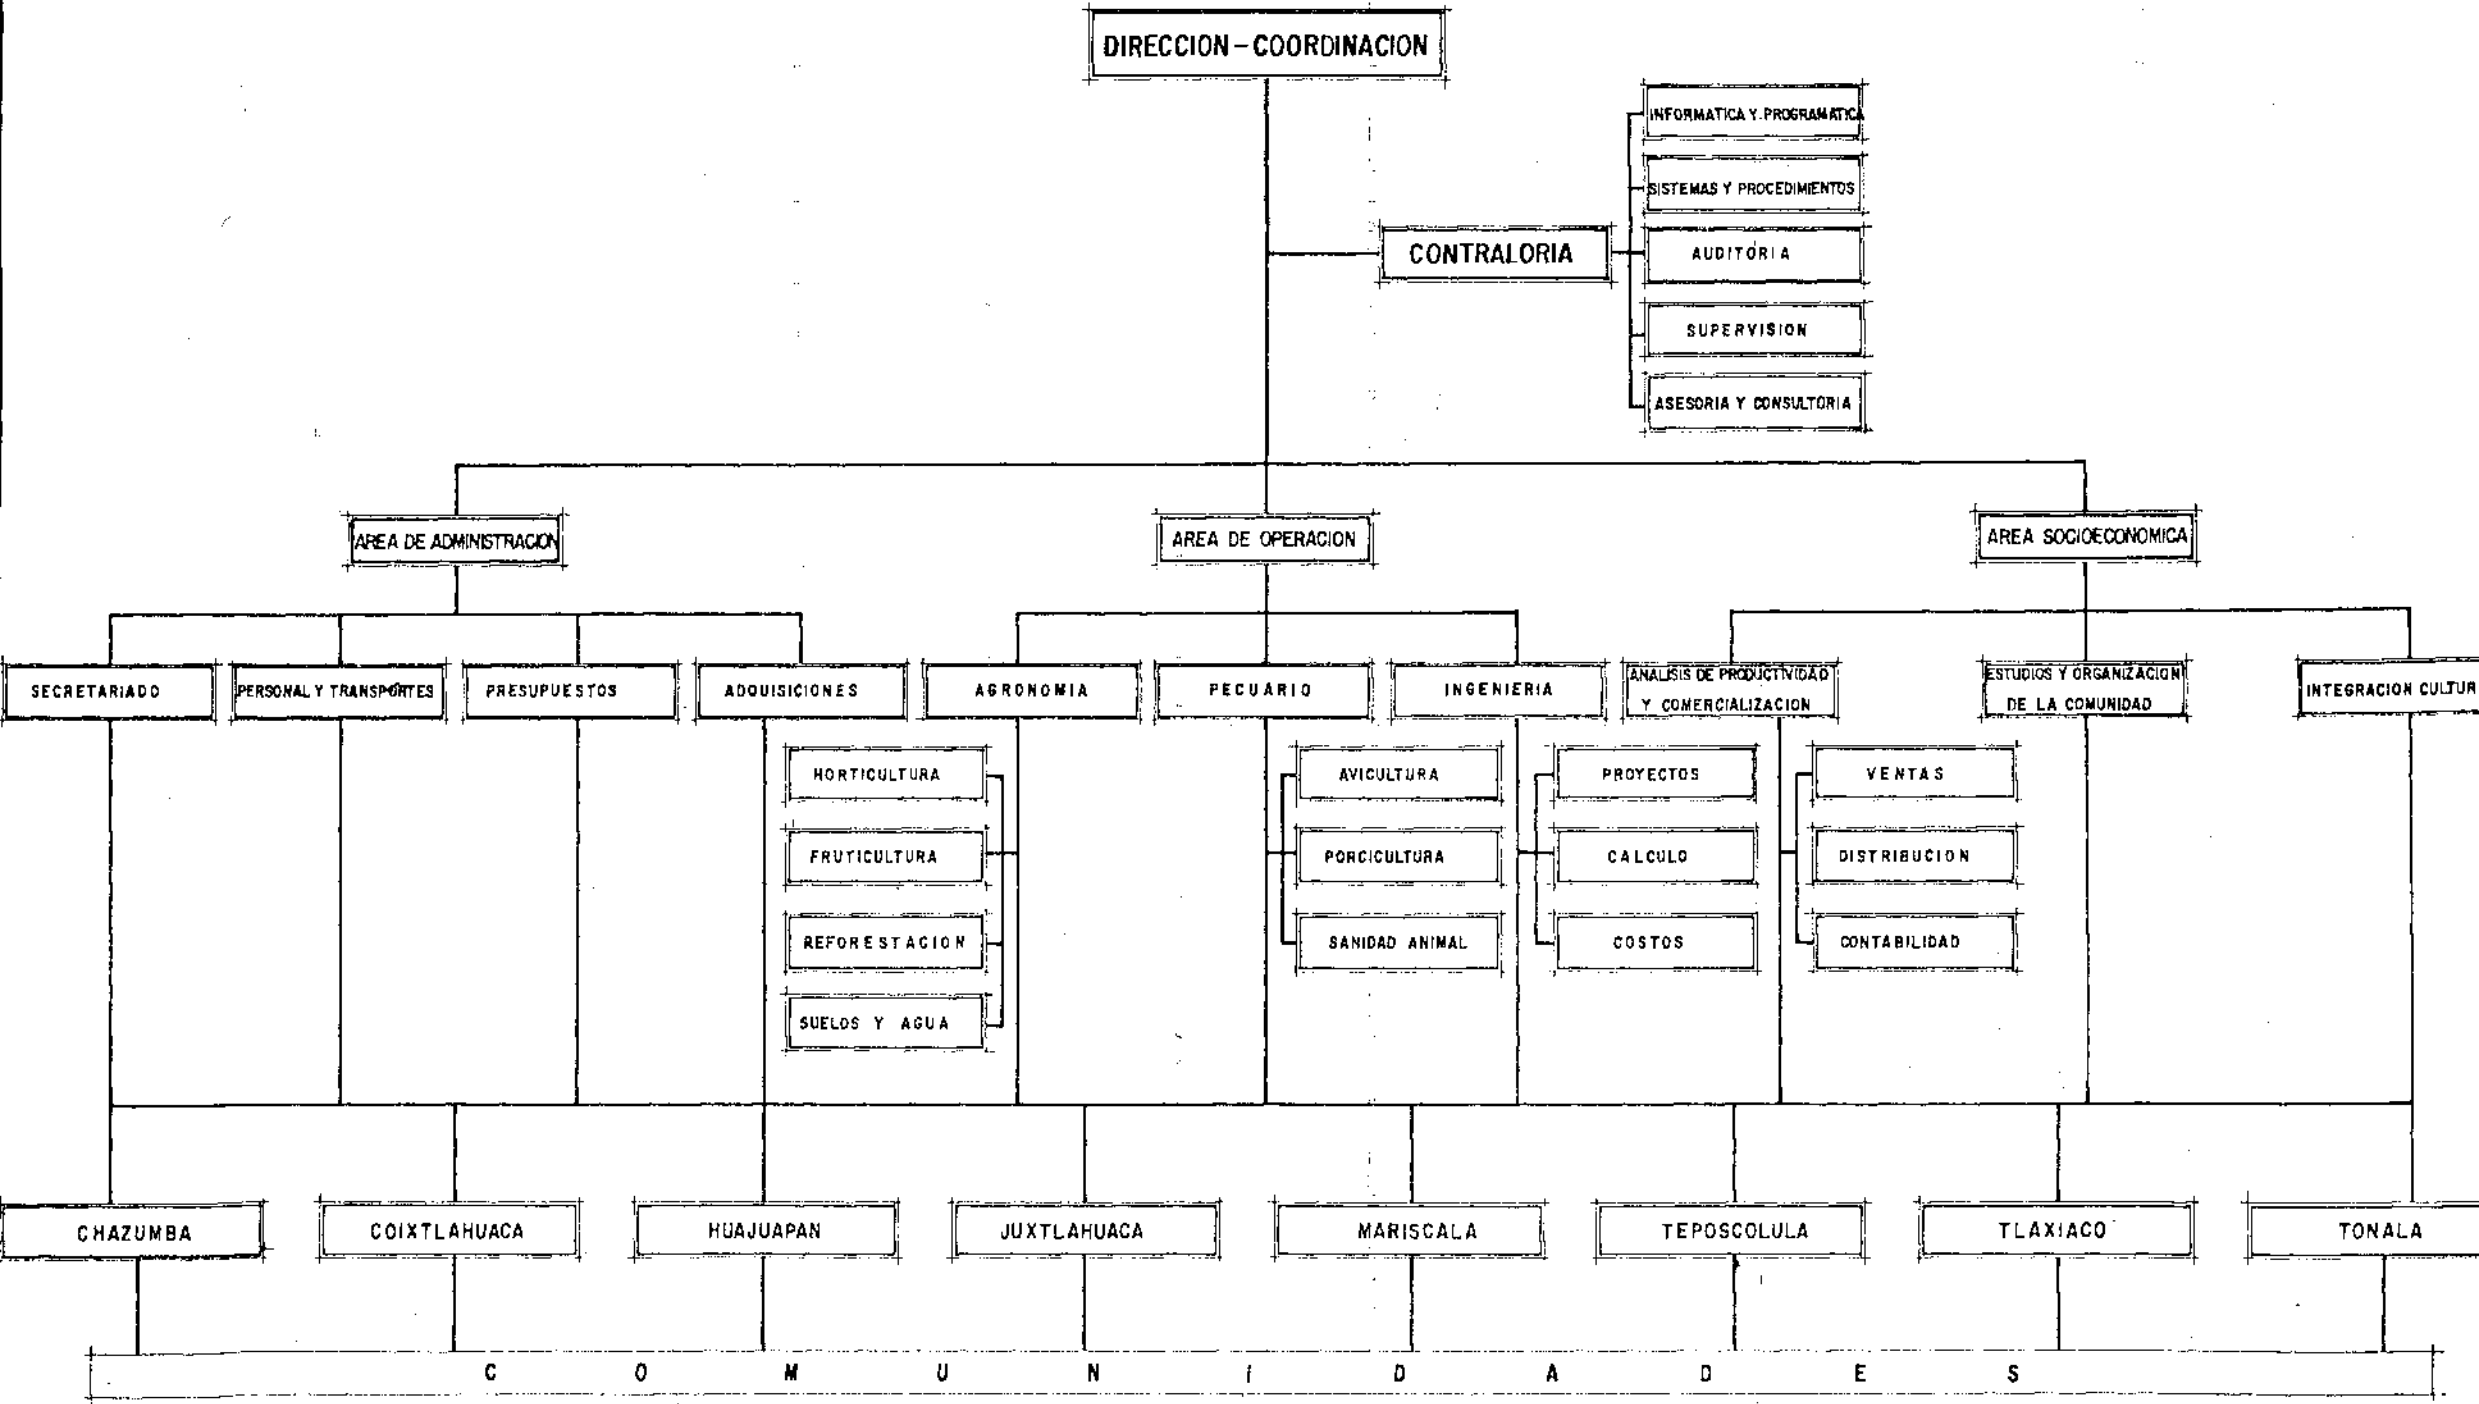 DIRECCION-COORDINACION
INFORMATICA Y PROGRAMATICA
SISTEMAS Y PROCEDIMIENTOS
CONTRALORIA
AUDITORIA
SUPERVISION
ASESORIA Y CONSULTORIA
AREA DE ADMINISTRACION
AREA DE OPERACION
AREA SOCIOECONOMICA
SECRETARIADO
PERSONAL Y TRANSPORTES
PRESUPUESTOS
ADQUISICIONES
AGRONOMIA
PECUARIO
INGENIERIA
ANALISIS DE PRODUCTIVIDAD
Y COMERCIALIZACION
ESTUDIOS Y ORGANIZACION
DE LA COMUNIDAD
INTEGRACION CULTUR
HORTICULTURA
AVICULTURA
PROYECTOS
VENTAS
FRUTICULTURA
PORCICULTURA
CALCULO
DISTRIBUCION
REFORESTACION
SANIDAD ANIMAL
COSTOS
CONTABILIDAD
SUELOS Y AGUA
CHAZUMBA
COIXTLAHUACA
HUAJUAPAN
JUXTLAHUACA
MARISCALA
TEPOSCOLULA
TLAXIACO
TONALA
COMUNIDADES